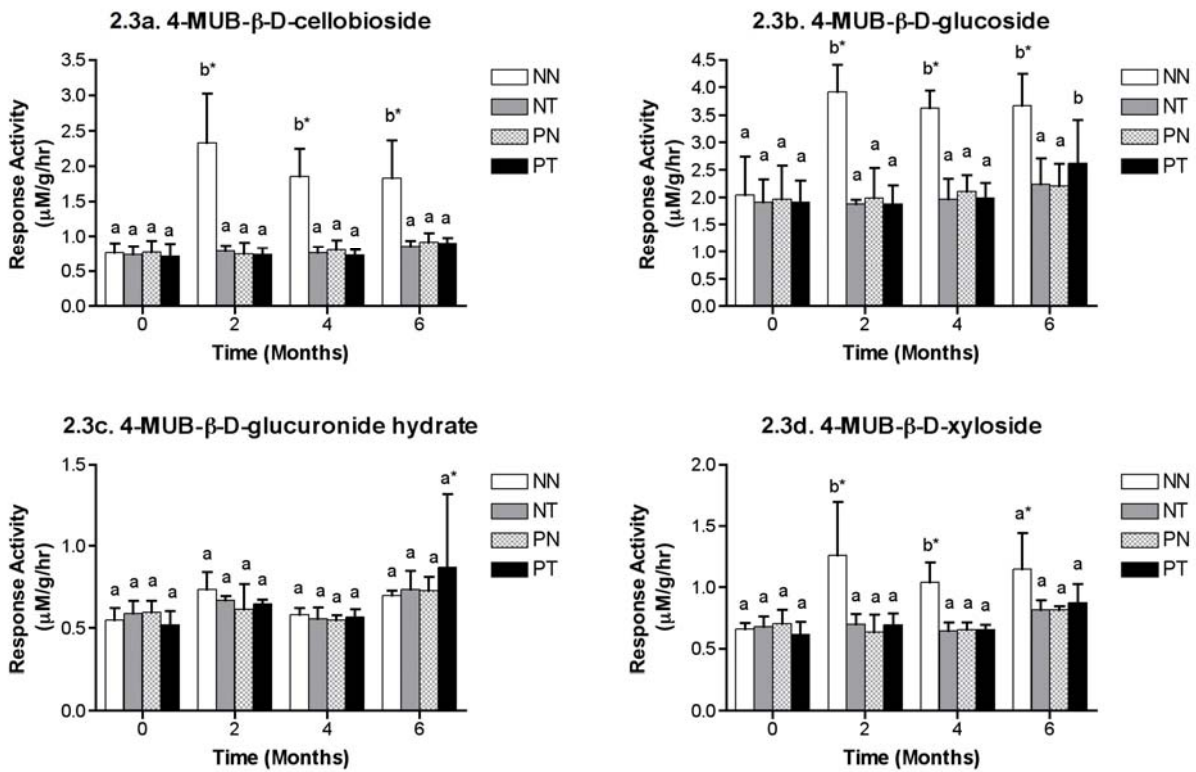 2.3a. 4-MUB-β-D-cellobioside
Response Activity
(μM/g/hr)
3.5
3.0
2.5
2.0
1.5
1.0
0.5
0.0
a a a a
b*
a a a
b*
a a a
b*
a a a
0 2 4 6
Time (Months)
NN
NT
PN
PT
2.3b. 4-MUB-β-D-glucoside
Response Activity
(μM/g/hr)
4.5
4.0
3.5
3.0
2.5
2.0
1.5
1.0
0.5
0.0
a a a a
b*
a a a
b*
a a a
b*
a a b
0 2 4 6
Time (Months)
NN
NT
PN
PT
2.3c. 4-MUB-β-D-glucuronide hydrate
Response Activity
(μM/g/hr)
1.5
1.0
0.5
0.0
a a a a
a a a a
a a a a
a a a a*
0 2 4 6
Time (Months)
NN
NT
PN
PT
2.3d. 4-MUB-β-D-xyloside
Response Activity
(μM/g/hr)
2.0
1.5
1.0
0.5
0.0
a a a a
b*
a a a
b*
a a a
a*
a a a
0 2 4 6
Time (Months)
NN
NT
PN
PT